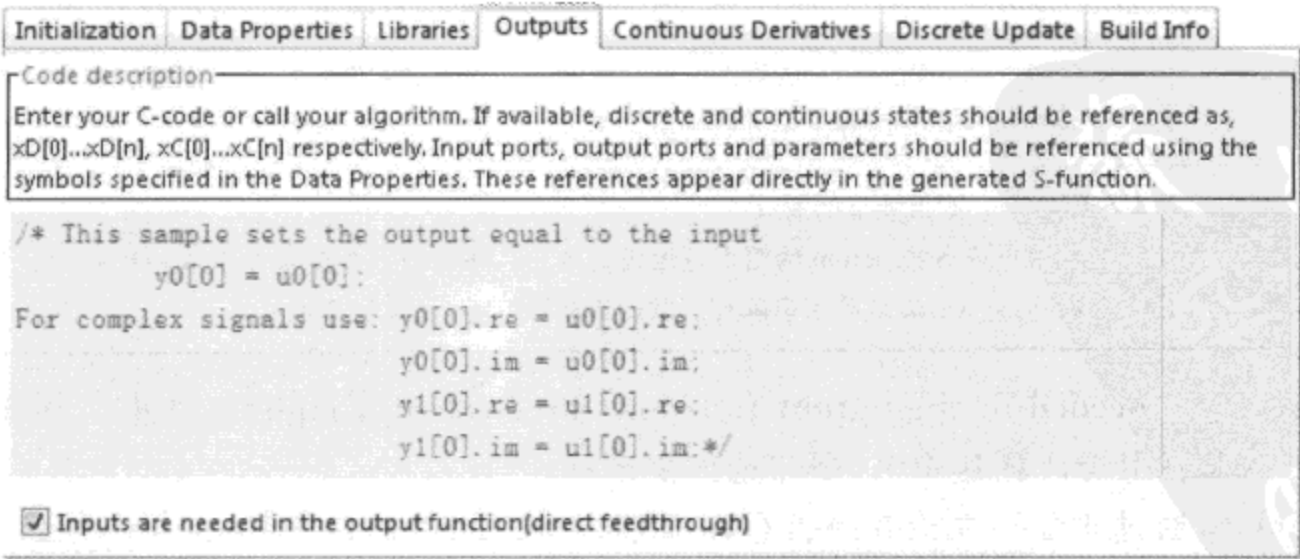 Initialization Data Properties Libraries Outputs Continuous Derivatives Discrete Update Build Info
Code description
Enter your C-code or call your algorithm. If available, discrete and continuous states should be referenced as,
xD[0]...xD[n], xC[0]...xC[n] respectively. Input ports, output ports and parameters should be referenced using the
symbols specified in the Data Properties. These references appear directly in the generated S-function.
/* This sample sets the output equal to the input
y0[0] = u0[0];
For complex signals use: y0[0].re = u0[0].re;
y0[0].im = u0[0].im;
y1[0].re = u1[0].re;
y1[0].im = u1[0].im;*/
Inputs are needed in the output function(direct feedthrough)